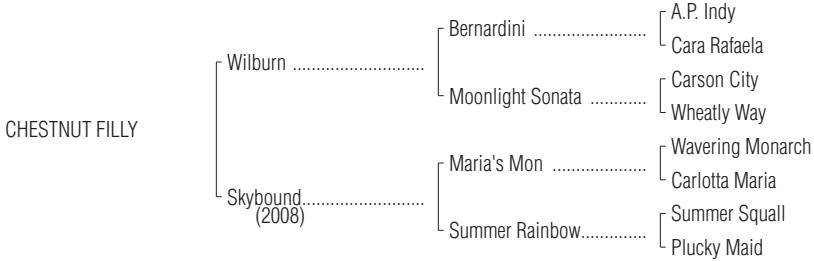 A.P. Indy
Bernardini ........................
Cara Rafaela
Wilburn ............................
Carson City
Moonlight Sonata ............
Wheatly Way
CHESTNUT FILLY
Wavering Monarch
Maria's Mon ....................
Carlotta Maria
Skybound..........................
(2008)
Summer Squall
Summer Rainbow..............
Plucky Maid